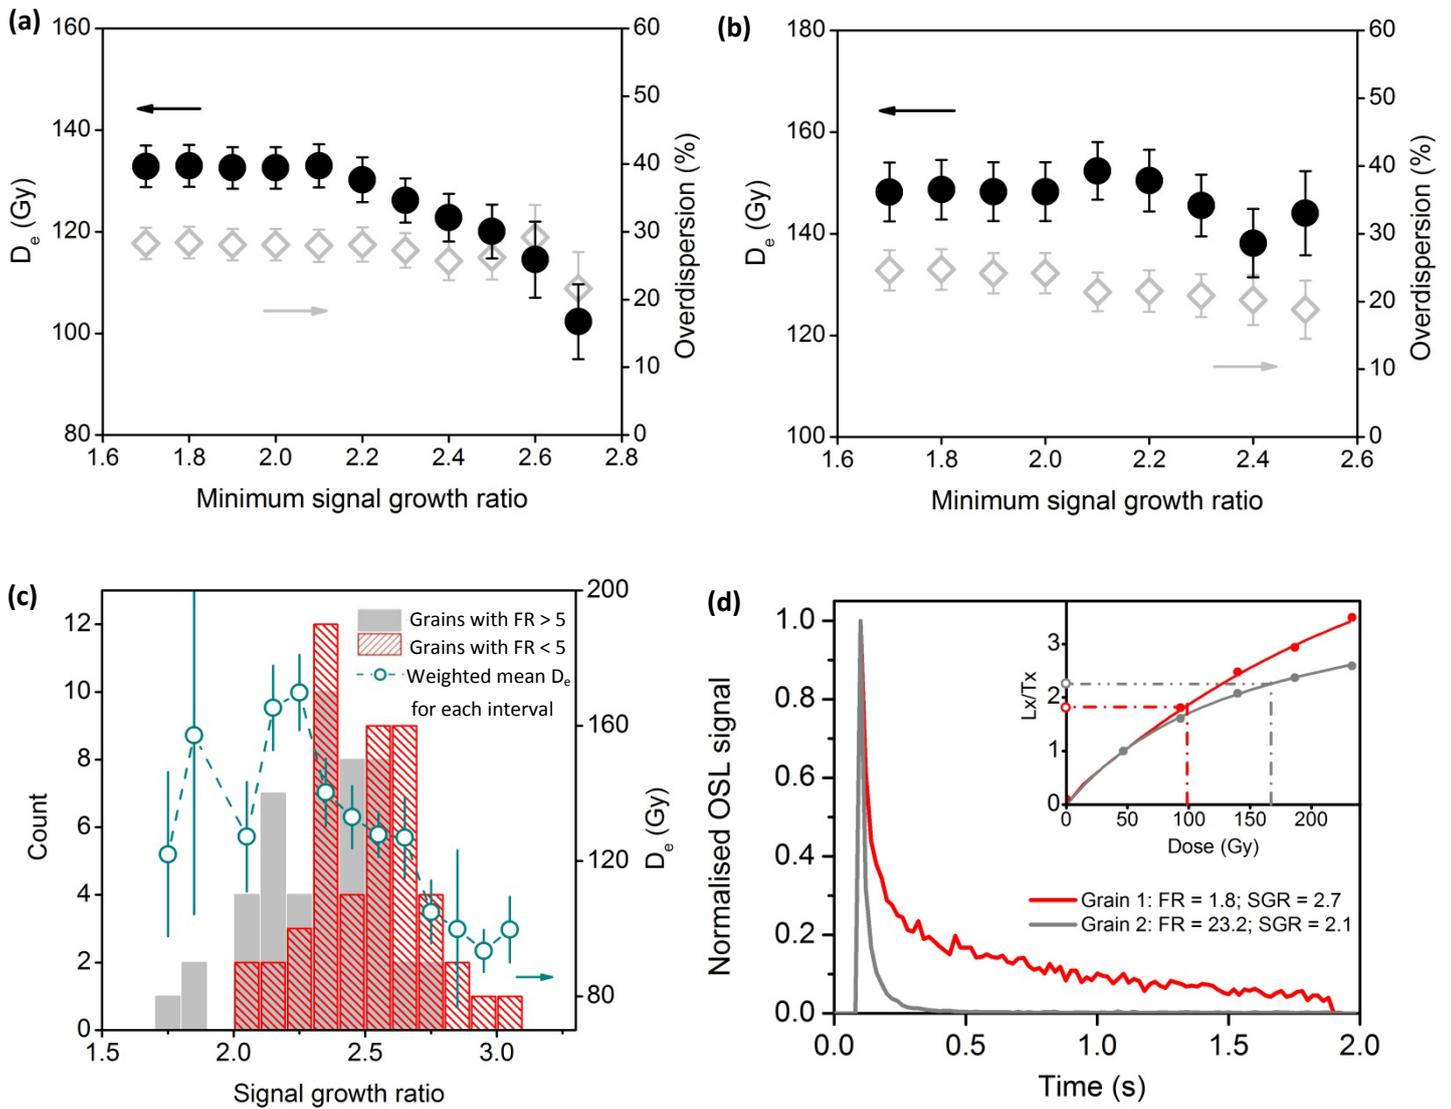 (a)
160
140
120
100
80
De (Gy)
60
50
40
30
20
10
0
Overdispersion (%)
1.6 1.8 2.0 2.2 2.4 2.6 2.8
Minimum signal growth ratio
(b)
180
160
140
120
100
De (Gy)
60
50
40
30
20
10
0
Overdispersion (%)
1.6 1.8 2.0 2.2 2.4 2.6
Minimum signal growth ratio
(c)
12
10
8
6
4
2
0
Count
200
160
120
80
De (Gy)
Grains with FR > 5
Grains with FR < 5
Weighted mean De
for each interval
1.5 2.0 2.5 3.0
Signal growth ratio
(d)
1.0
0.8
0.6
0.4
0.2
0.0
Normalised OSL signal
3
2
1
0
Lx/Tx
0 50 100 150 200
Dose (Gy)
Grain 1: FR = 1.8; SGR = 2.7
Grain 2: FR = 23.2; SGR = 2.1
0.0 0.5 1.0 1.5 2.0
Time (s)